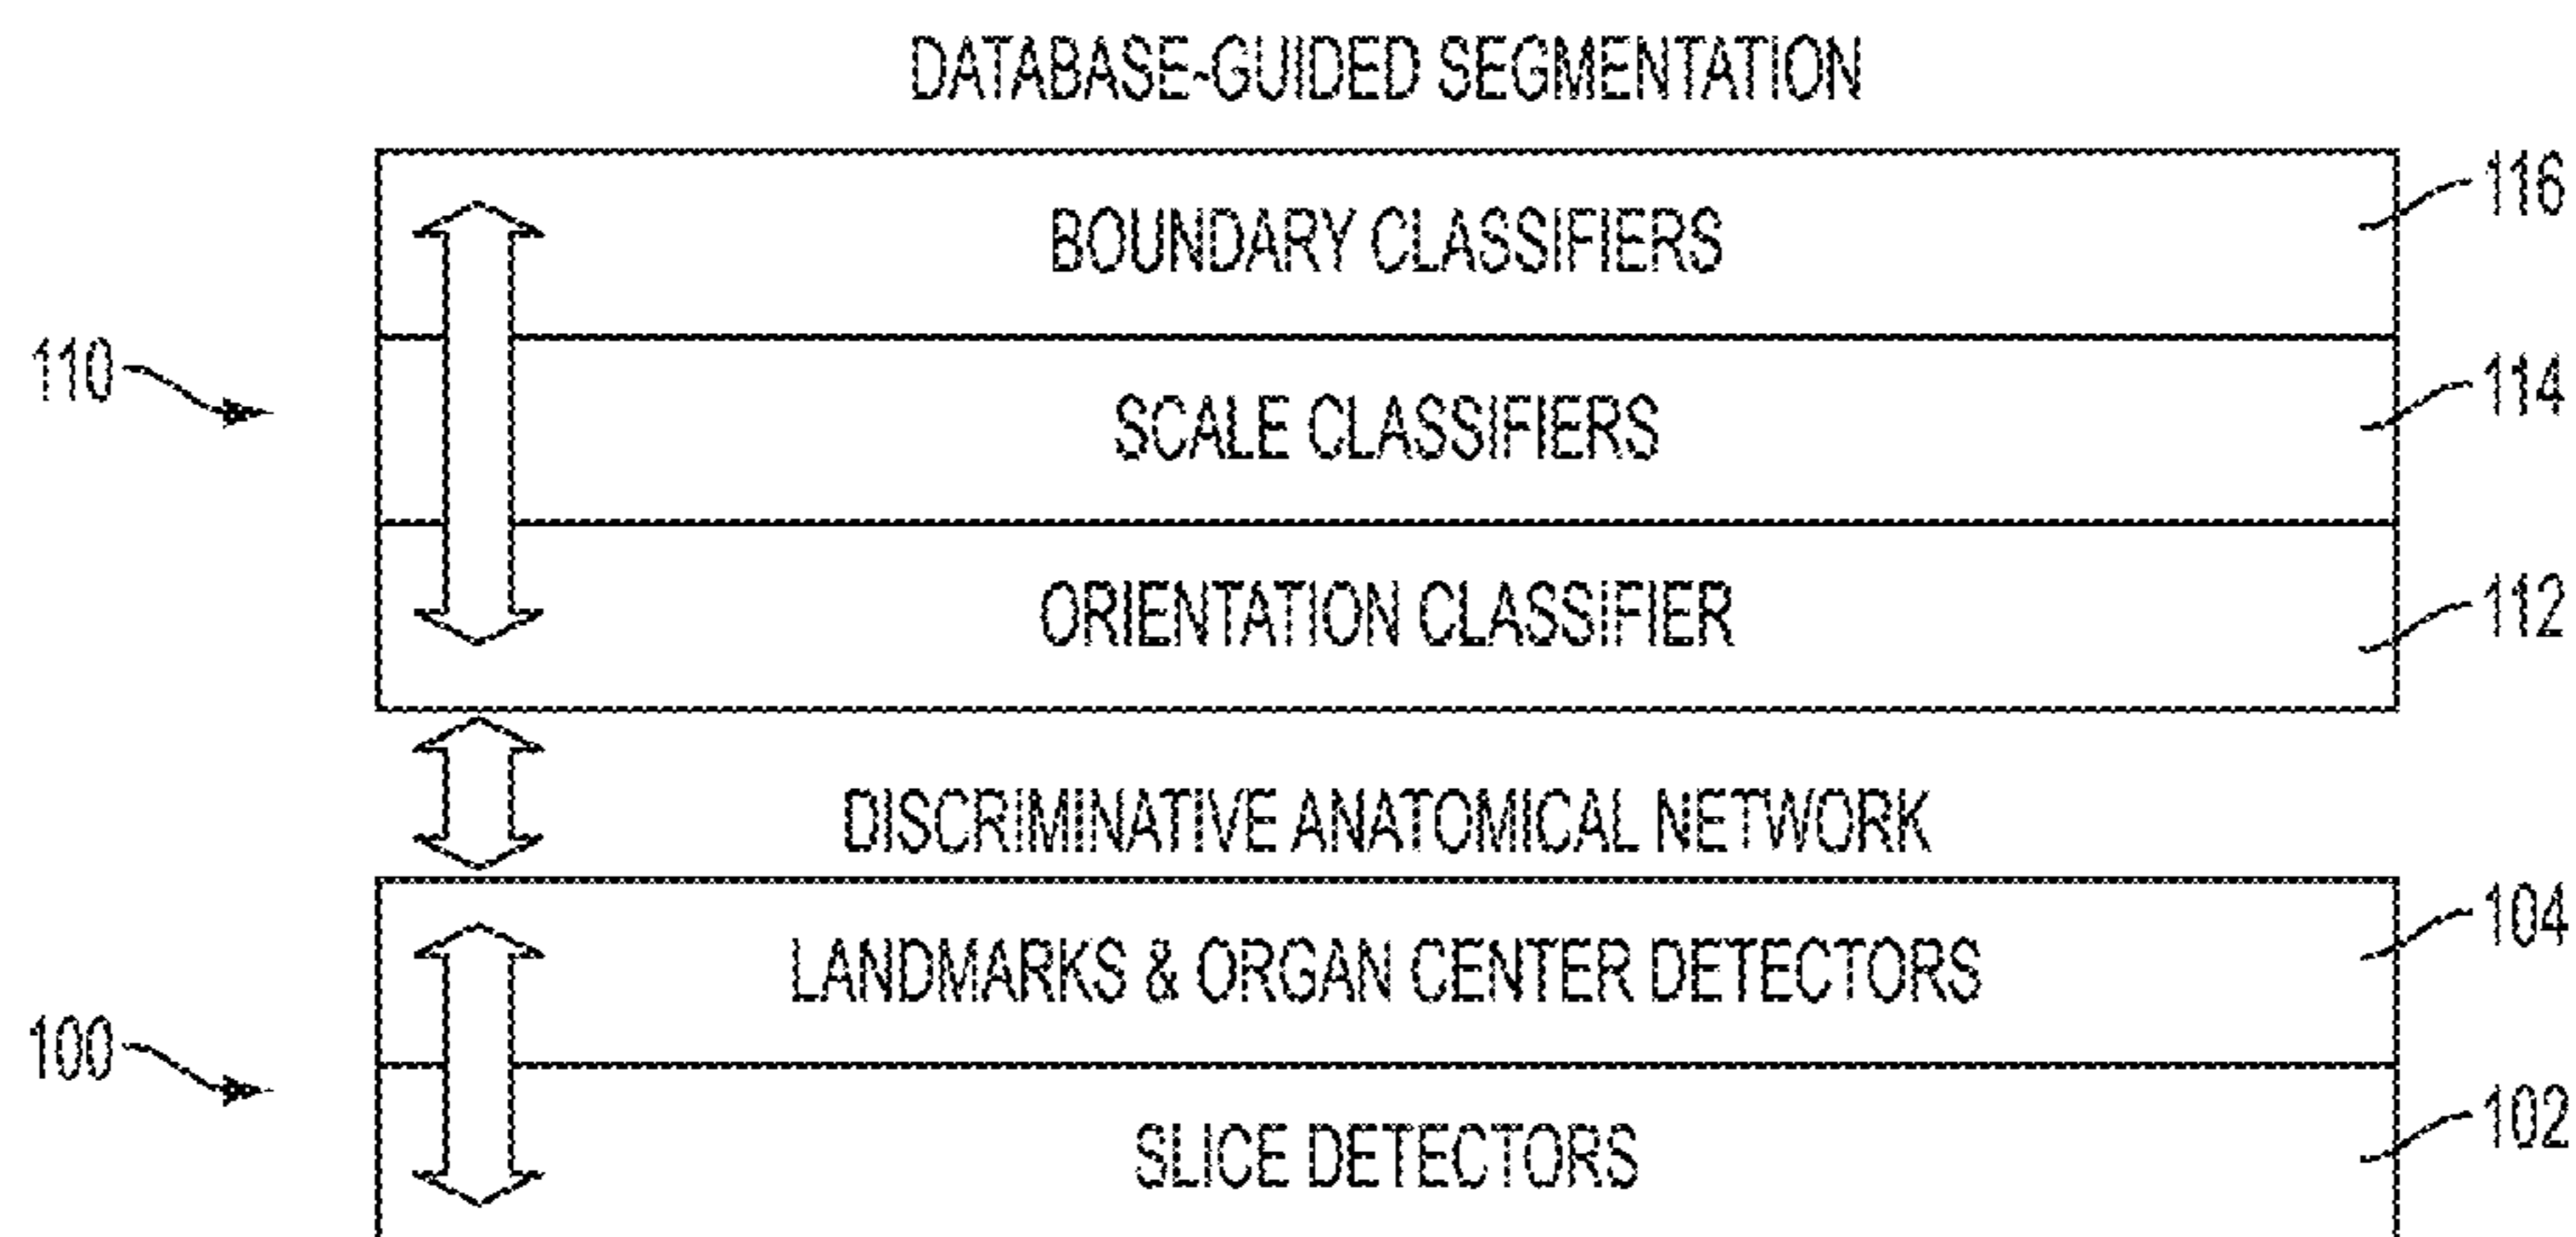 DATABASE-GUIDED SEGMENTATION
116
BOUNDARY CLASSIFIERS
110
114
SCALE CLASSIFIERS
112
ORIENTATION CLASSIFIER
DISCRIMINATIVE ANATOMICAL NETWORK
104
LANDMARKS & ORGAN CENTER DETECTORS
100
102
SLICE DETECTORS